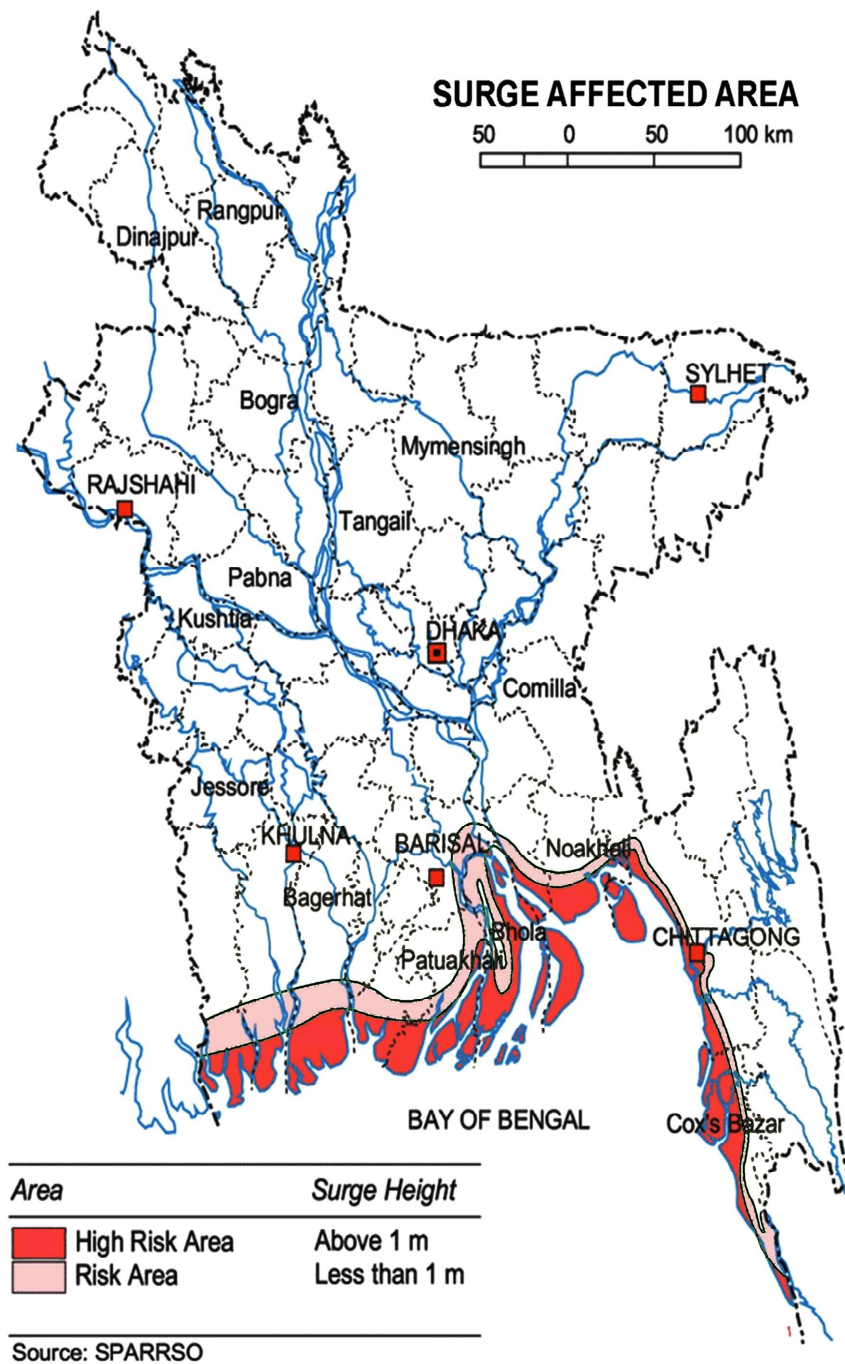 SURGE AFFECTED AREA
50 0 50 100 km
Rangpur
Dinajpur
SYLHET
Bogra
Mymensingh
RAJSHAHI
Tangail
Pabna
Kushtia
DHAKA
Comilla
Jessore
KHULNA
BARISAL
Noakhali
Bagerhat
Bhola
CHITTAGONG
Patuakhali
BAY OF BENGAL
Cox's Bazar
Area Surge Height
High Risk Area Above 1 m
Risk Area Less than 1 m
Source: SPARRSO